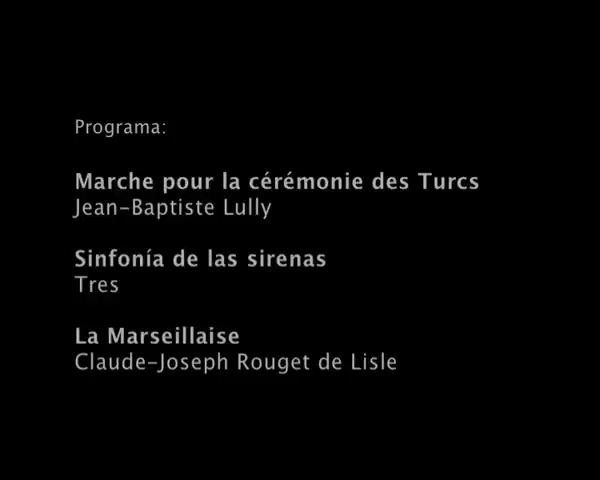 Programa:
Marche pour la cérémonie des Turcs
Jean-Baptiste Lully
Sinfonía de las sirenas
Tres
La Marseillaise
Claude-Joseph Rouget de Lisle